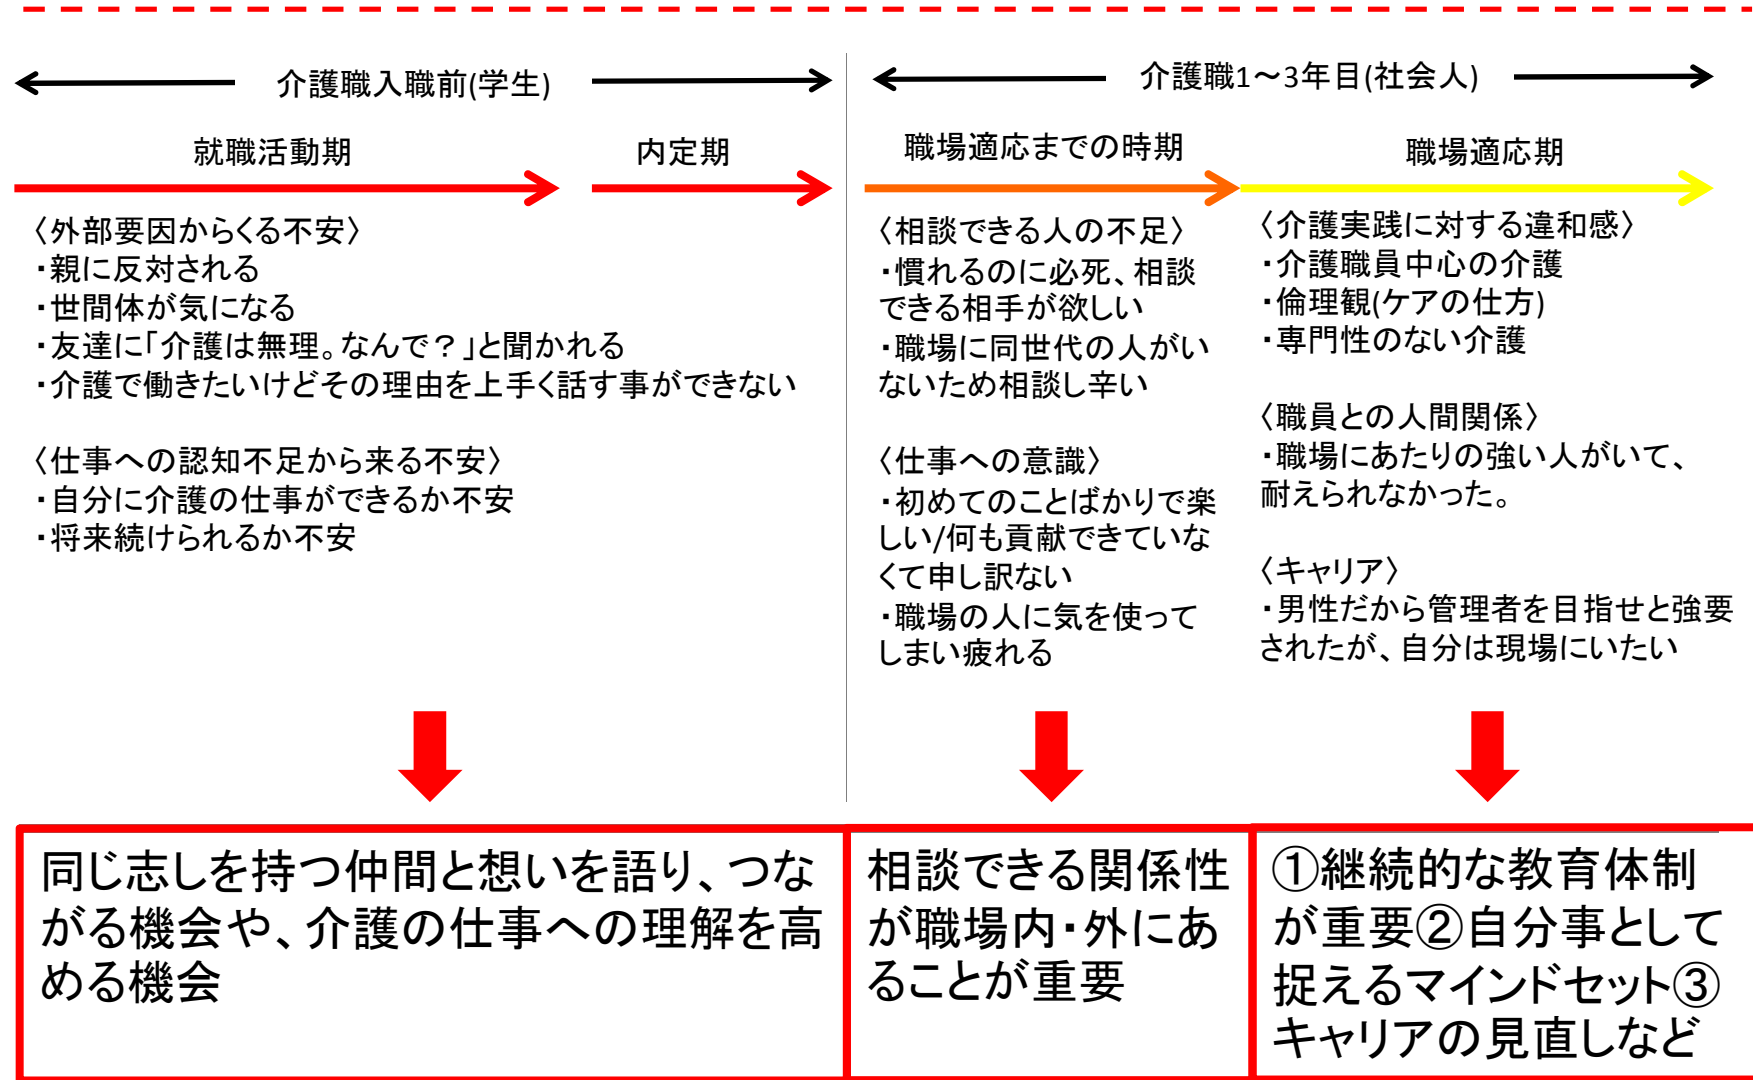 介護職入職前(学生)
就職活動期
内定期
〈外部要因からくる不安〉
・親に反対される
・世間体が気になる
・友達に「介護は無理。なんで？」と聞かれる
・介護で働きたいけどその理由を上手く話す事ができない
〈仕事への認知不足から来る不安〉
・自分に介護の仕事ができるか不安
・将来続けられるか不安
同じ志しを持つ仲間と想いを語り、つな
がる機会や、介護の仕事への理解を高
める機会
介護職1～3年目(社会人)
職場適応までの時期
〈相談できる人の不足〉
・慣れるのに必死、相談
できる相手が欲しい
・職場に同世代の人がい
ないため相談し辛い
〈仕事への意識〉
・初めてのことばかりで楽
しい/何も貢献できていな
くて申し訳ない
・職場の人に気を使って
しまい疲れる
相談できる関係性
が職場内・外にあ
ることが重要
職場適応期
〈介護実践に対する違和感〉
・介護職員中心の介護
・倫理観(ケアの仕方)
・専門性のない介護
〈職員との人間関係〉
・職場にあたりの強い人がいて、
耐えられなかった。
〈キャリア〉
・男性だから管理者を目指せと強要
されたが、自分は現場にいたい
①継続的な教育体制
が重要②自分事として
捉えるマインドセット③
キャリアの見直しなど